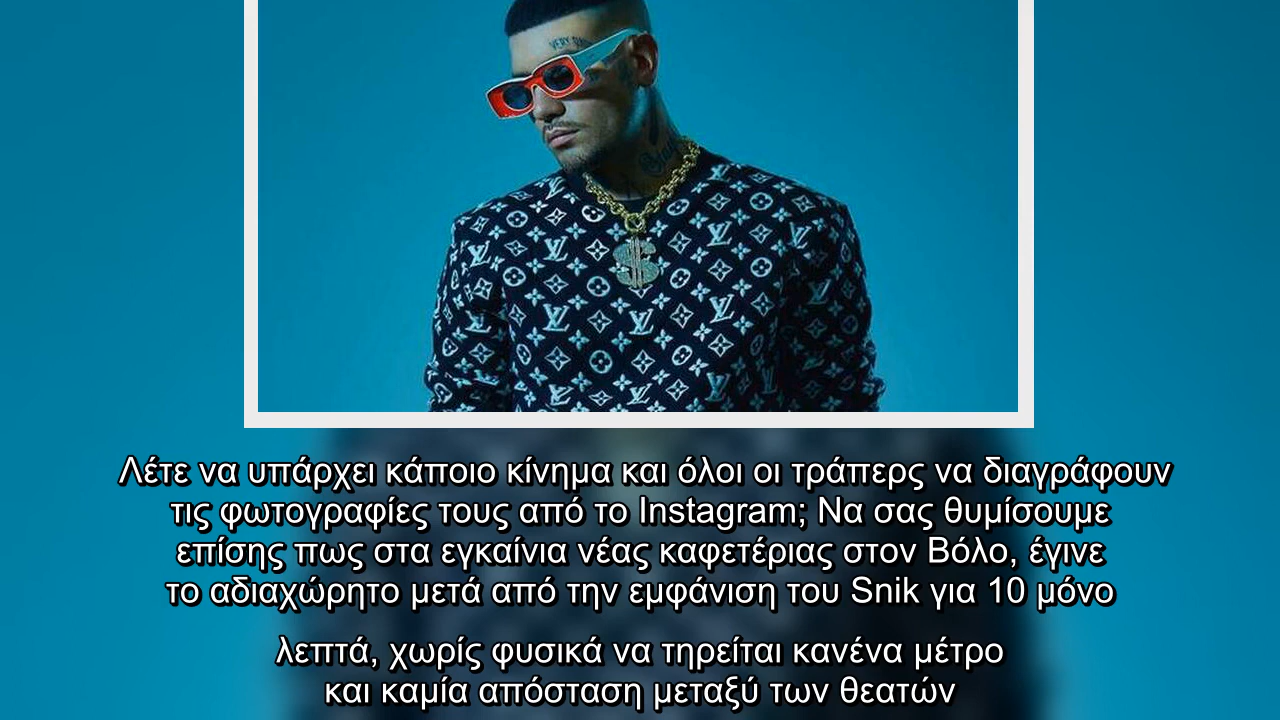 Λέτε να υπάρχει κάποιο κίνημα και όλοι οι τράπερς να διαγράφουν
τις φωτογραφίες τους από το Instagram; Να σας θυμίσουμε
επίσης πως στα εγκαίνια νέας καφετέριας στον Βόλο, έγινε
το αδιαχώρητο μετά από την εμφάνιση του Snik για 10 μόνο
λεπτά, χωρίς φυσικά να τηρείται κανένα μέτρο
και καμία απόσταση μεταξύ των θεατών